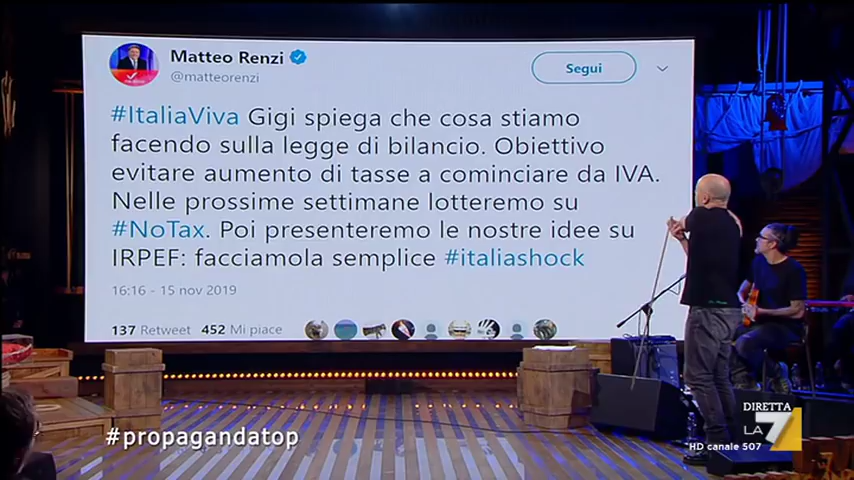 Matteo Renzi
@matteorenzi
Segui
#ItaliaViva Gigi spiega che cosa stiamo
facendo sulla legge di bilancio. Obiettivo
evitare aumento di tasse a cominciare da IVA.
Nelle prossime settimane lotteremo su
#NoTax. Poi presenteremo le nostre idee su
IRPEF: facciamola semplice #italiashock
16:16 - 15 nov 2019
137 Retweet 452 Mi piace
#propagandatop
DIRETTA
LA 7
HD canale 507